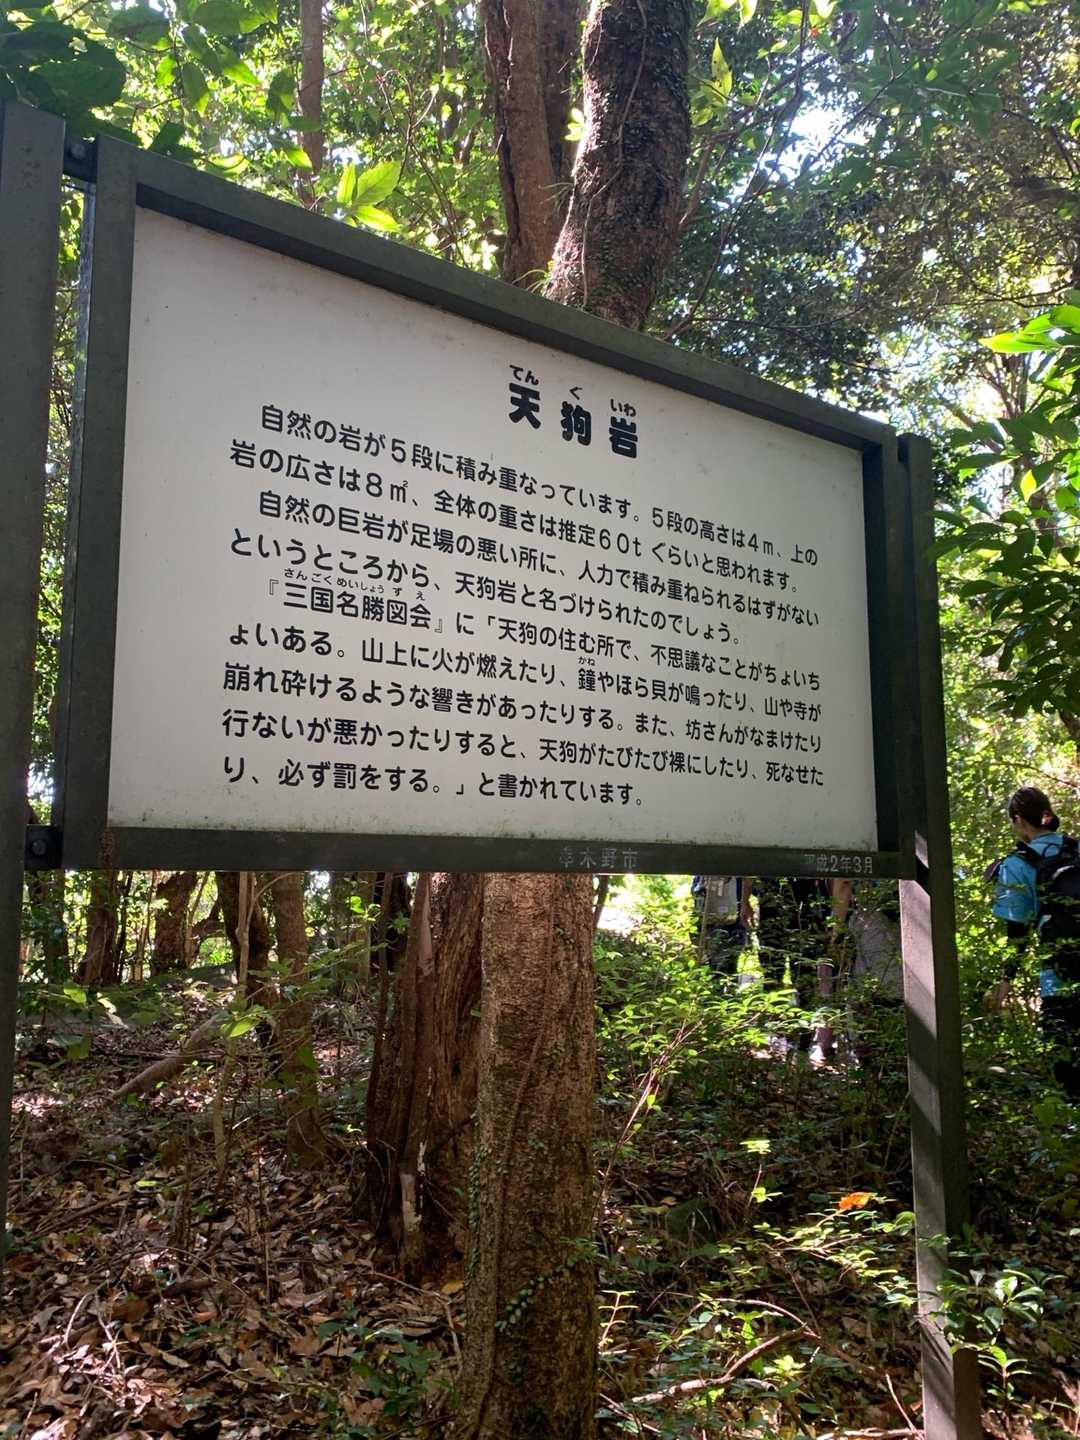 てん ぐ いわ
天狗岩
自然の岩が5段に積み重なっています。5段の高さは4m、上の
岩の広さは8㎡、全体の重さは推定60tぐらいと思われます。
自然の巨岩が足場の悪い所に、人力で積み重ねられるはずがない
というところから、天狗岩と名づけられたのでしょう。
さんごくめいしょうずえ
『三国名勝図会』に「天狗の住む所で、不思議なことがちょいち
ょいある。山上に火が燃えたり、鐘やほら貝が鳴ったり、山や寺が
かね
崩れ砕けるような響きがあったりする。また、坊さんがなまけたり
行ないが悪かったりすると、天狗がたびたび裸にしたり、死なせた
り、必ず罰をする。」と書かれています。
串木野市 平成2年3月